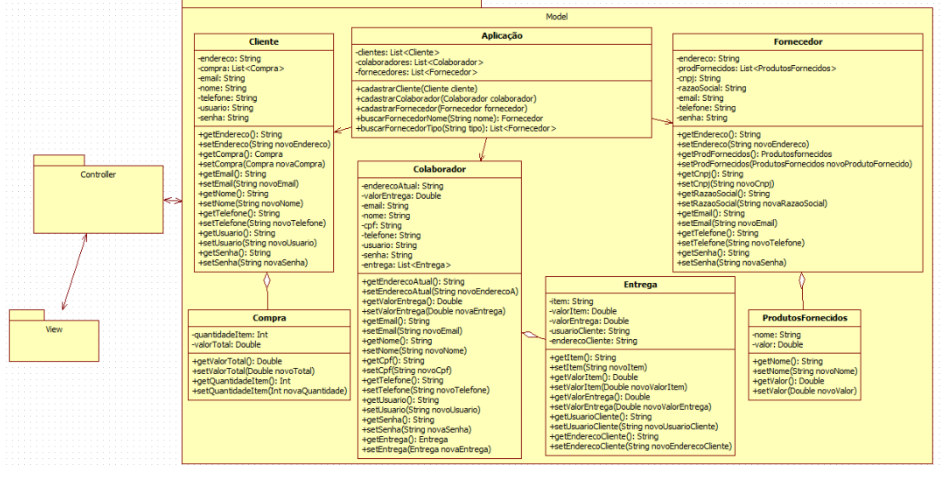 Model
Cliente
-endereco: String
-compra: List<Compra>
-email: String
-nome: String
-telefone: String
-usuario: String
-senha: String
+getEndereco(): String
+setEndereco(String novoEndereco)
+getCompra(): Compra
+setCompra(Compra novaCompra)
+getEmail(): String
+setEmail(String novoEmail)
+getNome(): String
+setNome(String novoNome)
+getTelefone(): String
+setTelefone(String novoTelefone)
+getUsuario(): String
+setUsuario(String novoUsuario)
+getSenha(): String
+setSenha(String novaSenha)
Aplicação
-clientes: List<Cliente>
-colaboradores: List<Colaborador>
-fornecedores: List<Fornecedor>
+cadastrarCliente(Cliente cliente)
+cadastrarColaborador(Colaborador colaborador)
+cadastrarFornecedor(Fornecedor fornecedor)
+buscarFornecedorNome(String nome): Fornecedor
+buscarFornecedorTipo(String tipo): List<Fornecedor>
Fornecedor
-endereco: String
-prodFornecidos: List<ProdutosFornecidos>
-cnpj: String
-razaoSocial: String
-email: String
-telefone: String
-senha: String
+getEndereco(): String
+setEndereco(String novoEndereco)
+getProdFornecidos(): Produtosfornecidos
+setProdFornecidos(ProdutosFornecidos novoProdutoFornecido)
+getCnpj(): String
+setCnpj(String novoCnpj)
+getRazaoSocial(): String
+setRazaoSocial(String novaRazaoSocial)
+getEmail(): String
+setEmail(String novoEmail)
+getTelefone(): String
+setTelefone(String novoTelefone)
+getSenha(): String
+setSenha(String novaSenha)
Controller
View
Colaborador
-enderecoAtual: String
-valorEntrega: Double
-email: String
-nome: String
-cpf: String
-telefone: String
-usuario: String
-senha: String
-entrega: List<Entrega>
+getEnderecoAtual(): String
+setEnderecoAtual(String novoEnderecoA)
+getValorEntrega(): Double
+setValorEntrega(Double novaEntrega)
+getEmail(): String
+setEmail(String novoEmail)
+getNome(): String
+setNome(String novoNome)
+getCpf(): String
+setCpf(String novoCpf)
+getTelefone(): String
+setTelefone(String novoTelefone)
+getUsuario(): String
+setUsuario(String novoUsuario)
+getSenha(): String
+setSenha(String novaSenha)
+getEntrega(): Entrega
+setEntrega(Entrega novaEntrega)
Compra
-quantidadeItem: Int
-valorTotal: Double
+getValorTotal(): Double
+setValorTotal(Double novoTotal)
+getQuantidadeItem(): Int
+setQuantidadeItem(Int novaQuantidade)
Entrega
-item: String
-valorItem: Double
-valorEntrega: Double
-usuarioCliente: String
-enderecoCliente: String
+getItem(): String
+setItem(String novoItem)
+getValorItem(): Double
+setValorItem(Double novoValorItem)
+getValorEntrega(): Double
+setValorEntrega(Double novoValorEntrega)
+getUsuarioCliente(): String
+setUsuarioCliente(String novoUsuarioCliente)
+getEnderecoCliente(): String
+setEnderecoCliente(String novoEnderecoCliente)
ProdutosFornecidos
-nome: String
-valor: Double
+getNome(): String
+setNome(String novoNome)
+getValor(): Double
+setValor(Double novoValor)